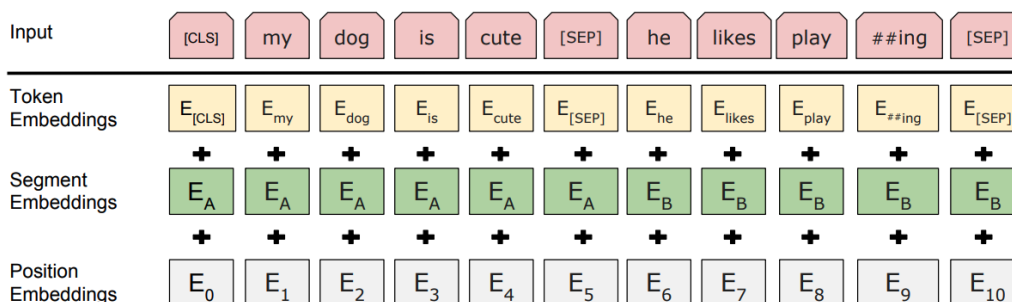 Input [CLS] my dog is cute [SEP] he likes play ##ing [SEP]
Token
Embeddings E[CLS] Emy Edog Eis Ecute E[SEP] Ehe Elikes Eplay E##ing E[SEP]
+ + + + + + + + + + +
Segment
Embeddings EA EA EA EA EA EA EB EB EB EB EB
+ + + + + + + + + + +
Position
Embeddings E0 E1 E2 E3 E4 E5 E6 E7 E8 E9 E10